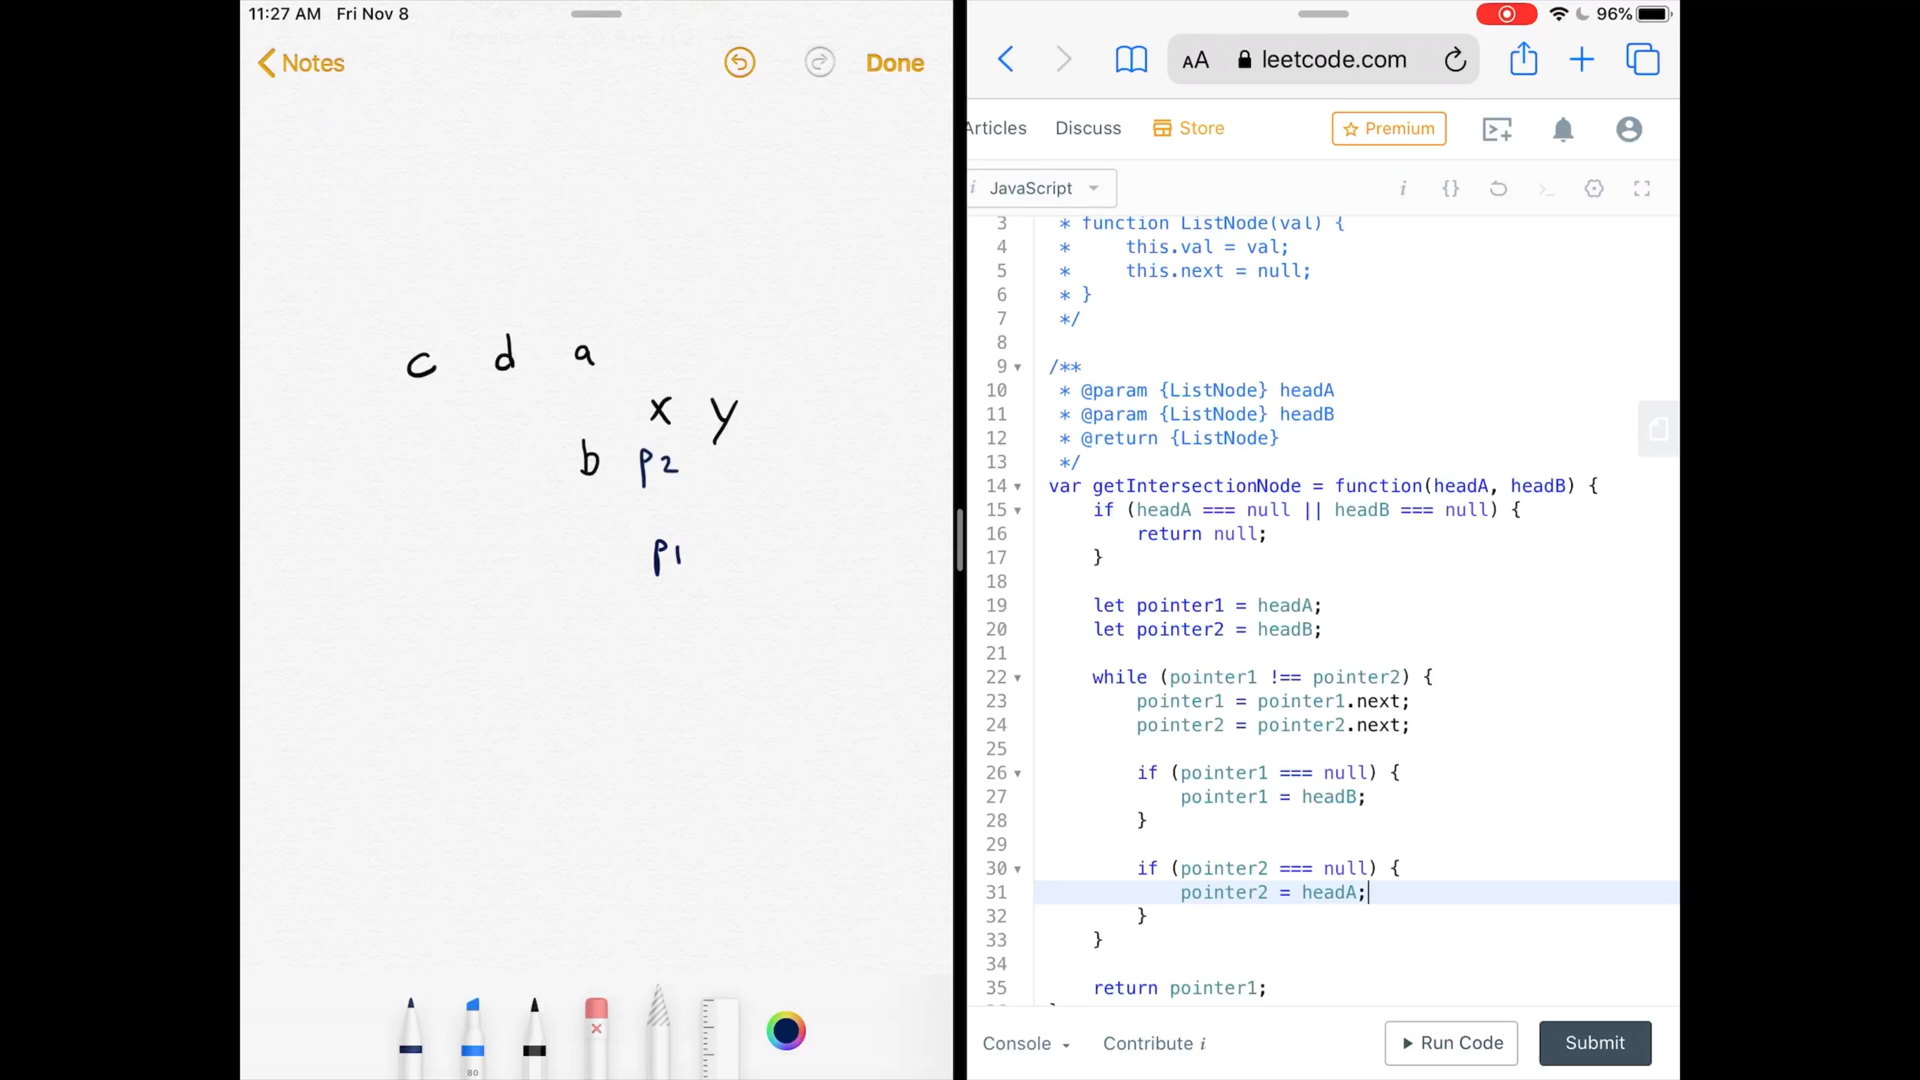 11:27 AM Fri Nov 8
96%
Notes
Done
AA leetcode.com
Articles Discuss Store Premium
i JavaScript i {}
3 * function ListNode(val) {
4 *     this.val = val;
5 *     this.next = null;
6 * }
7 */
8
9 /**
10 * @param {ListNode} headA
11 * @param {ListNode} headB
12 * @return {ListNode}
13 */
14 var getIntersectionNode = function(headA, headB) {
15     if (headA === null || headB === null) {
16         return null;
17     }
18
19     let pointer1 = headA;
20     let pointer2 = headB;
21
22     while (pointer1 !== pointer2) {
23         pointer1 = pointer1.next;
24         pointer2 = pointer2.next;
25
26         if (pointer1 === null) {
27             pointer1 = headB;
28         }
29
30         if (pointer2 === null) {
31             pointer2 = headA;
32         }
33     }
34
35     return pointer1;
Console Contribute i Run Code Submit
c d a
x y
b p2
p1
80